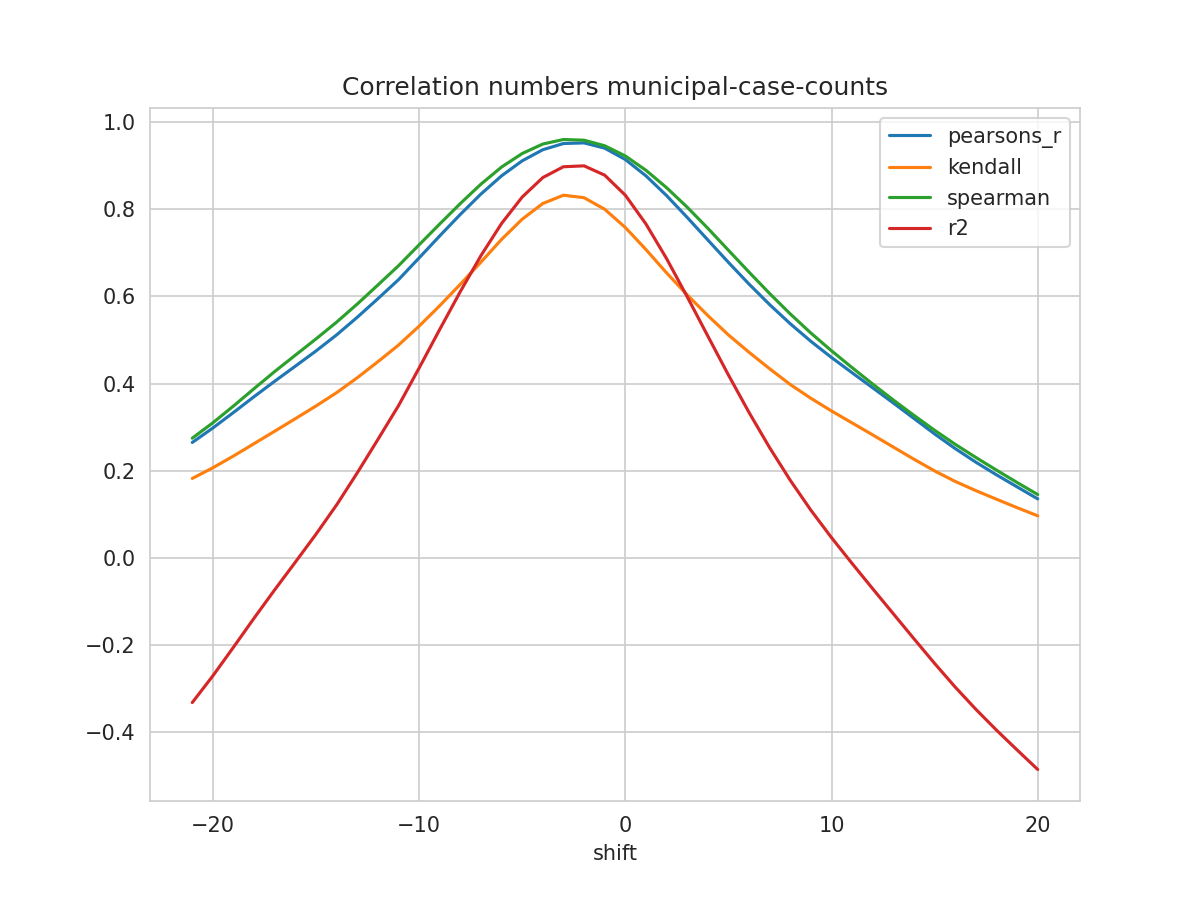 Correlation numbers municipal-case-counts
1.0
0.8
0.6
0.4
0.2
0.0
−0.2
−0.4
pearsons_r
kendall
spearman
r2
−20
−10
0
10
20
shift